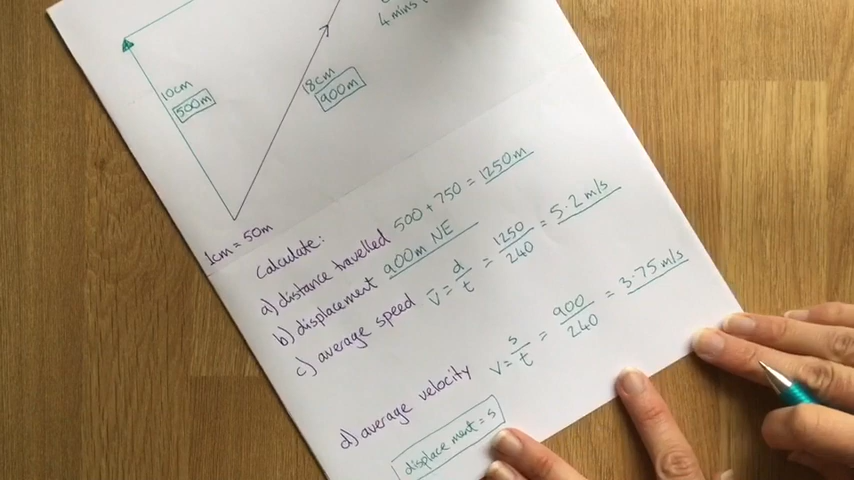 4 mins
10cm
500m
18cm
900m
1cm = 50m
Calculate:
a) distance travelled 500 + 750 = 1250m
b) displacement 900m NE
c) average speed v̄ = d/t = 1250/240 = 5.2 m/s
d) average velocity v = s/t = 900/240 = 3.75 m/s
displacement = s